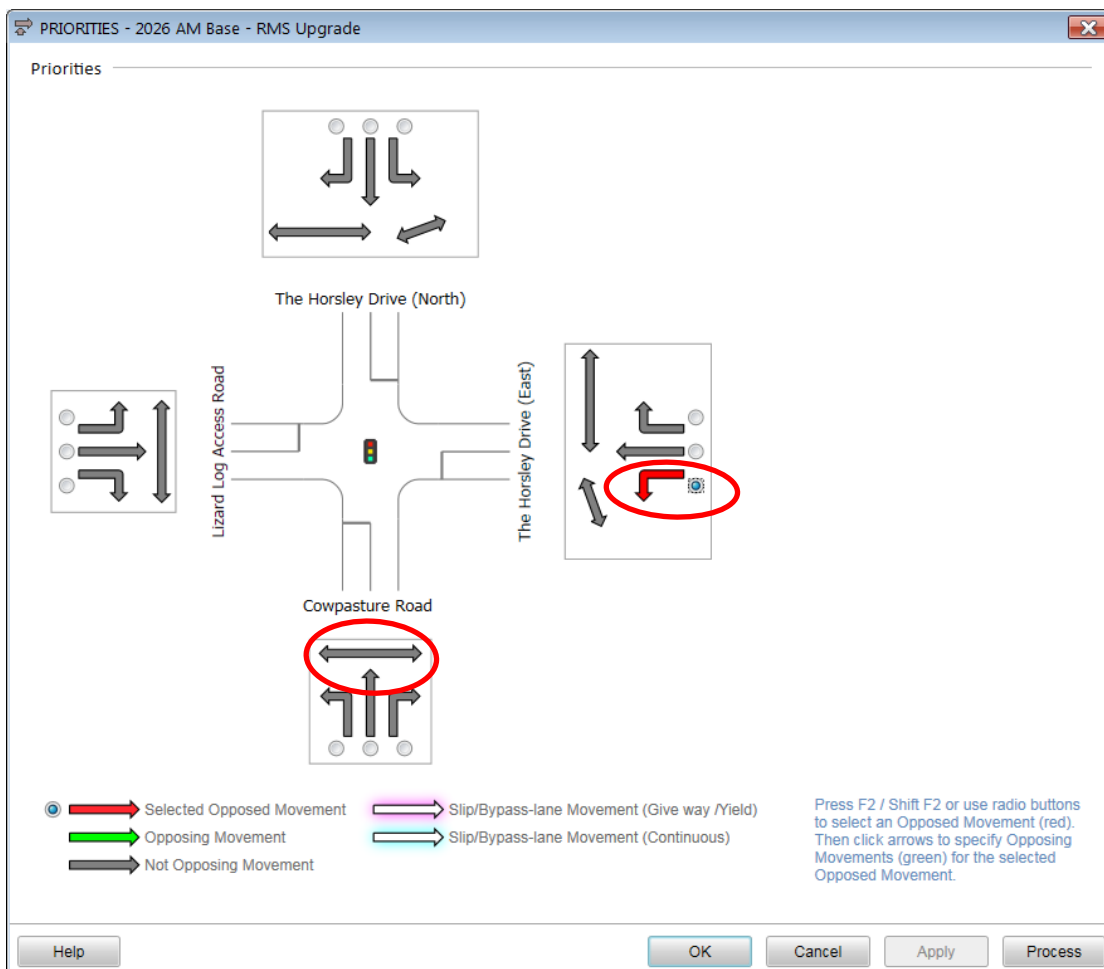 PRIORITIES - 2026 AM Base - RMS Upgrade
Priorities
The Horsley Drive (North)
Lizard Log Access Road
The Horsley Drive (East)
Cowpasture Road
Selected Opposed Movement
Opposing Movement
Not Opposing Movement
Slip/Bypass-lane Movement (Give way /Yield)
Slip/Bypass-lane Movement (Continuous)
Press F2 / Shift F2 or use radio buttons
to select an Opposed Movement (red).
Then click arrows to specify Opposing
Movements (green) for the selected
Opposed Movement.
Help
OK
Cancel
Apply
Process